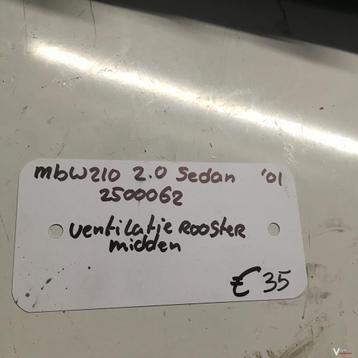 mbW210 2.0 Sedan '01
2500062
ventilatie ROOSTER
midden
€ 35